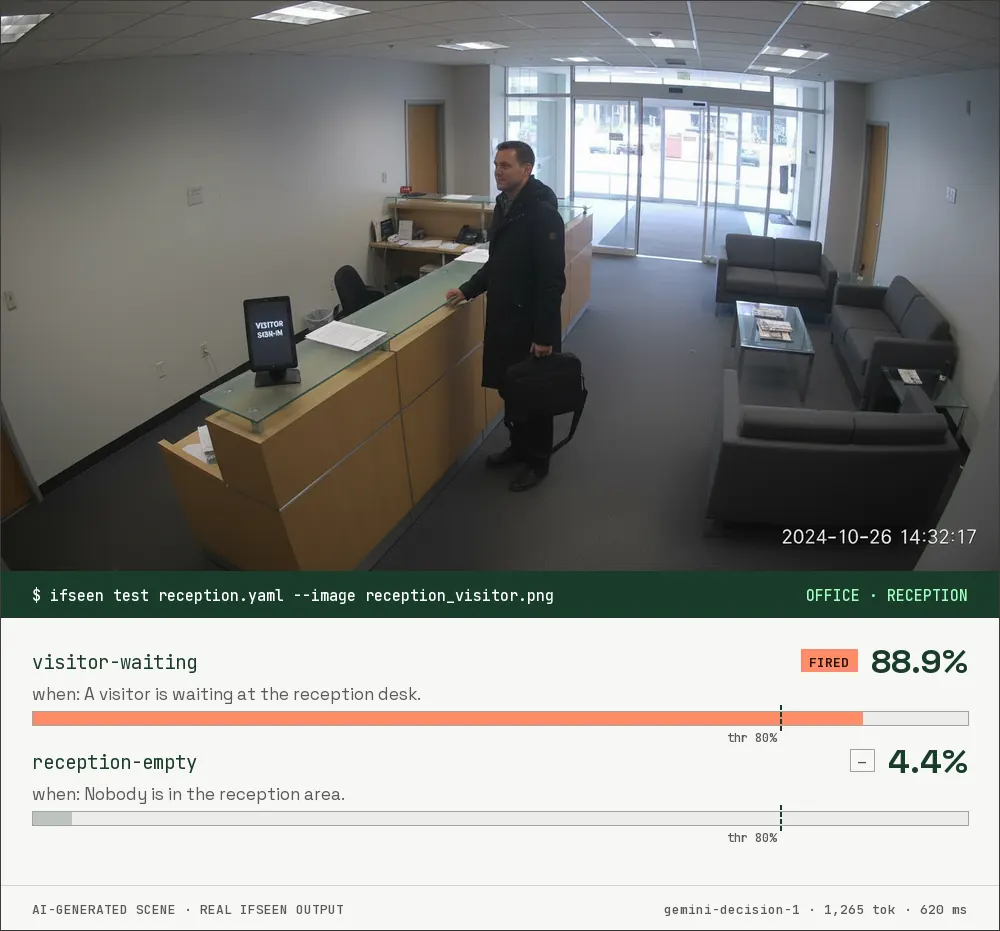 VISITOR
SIGN-IN
2024-10-26 14:32:17
$ ifseen test reception.yaml --image reception_visitor.png
OFFICE · RECEPTION
visitor-waiting
FIRED 88.9%
when: A visitor is waiting at the reception desk.
thr 80%
reception-empty
– 4.4%
when: Nobody is in the reception area.
thr 80%
AI-GENERATED SCENE · REAL IFSEEN OUTPUT
gemini-decision-1 · 1,265 tok · 620 ms